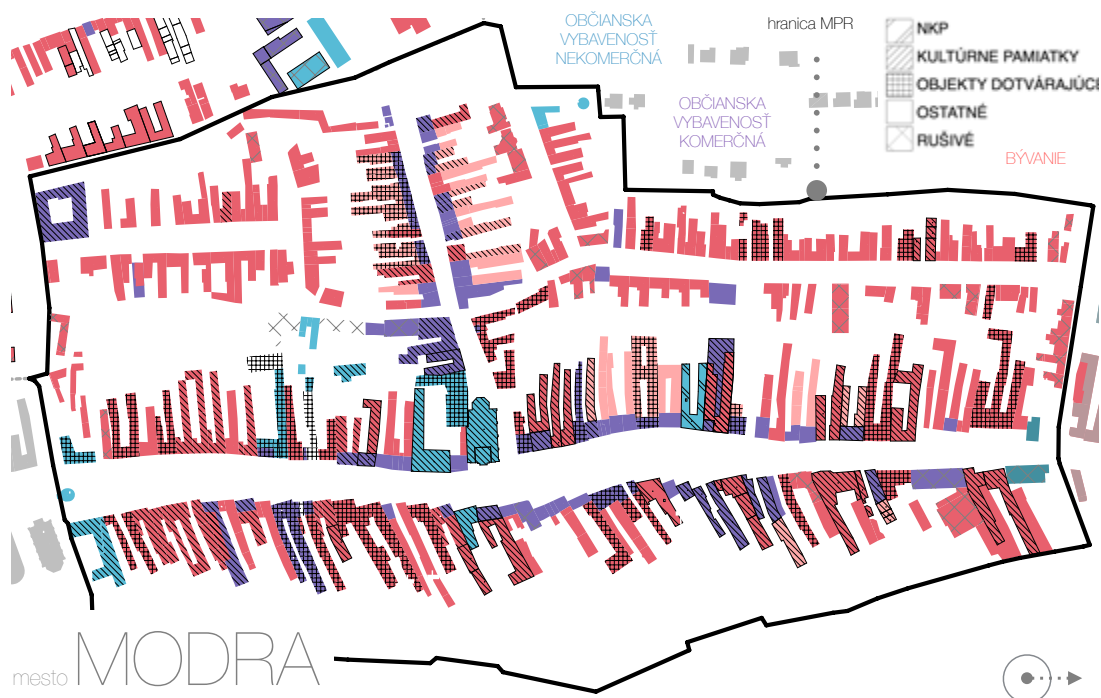 OBČIANSKA
VYBAVENOSŤ
NEKOMERČNÁ
hranica MPR
NKP
KULTÚRNE PAMIATKY
OBJEKTY DOTVÁRAJÚCE
OSTATNÉ
RUŠIVÉ
OBČIANSKA
VYBAVENOSŤ
KOMERČNÁ
BÝVANIE
mesto MODRA